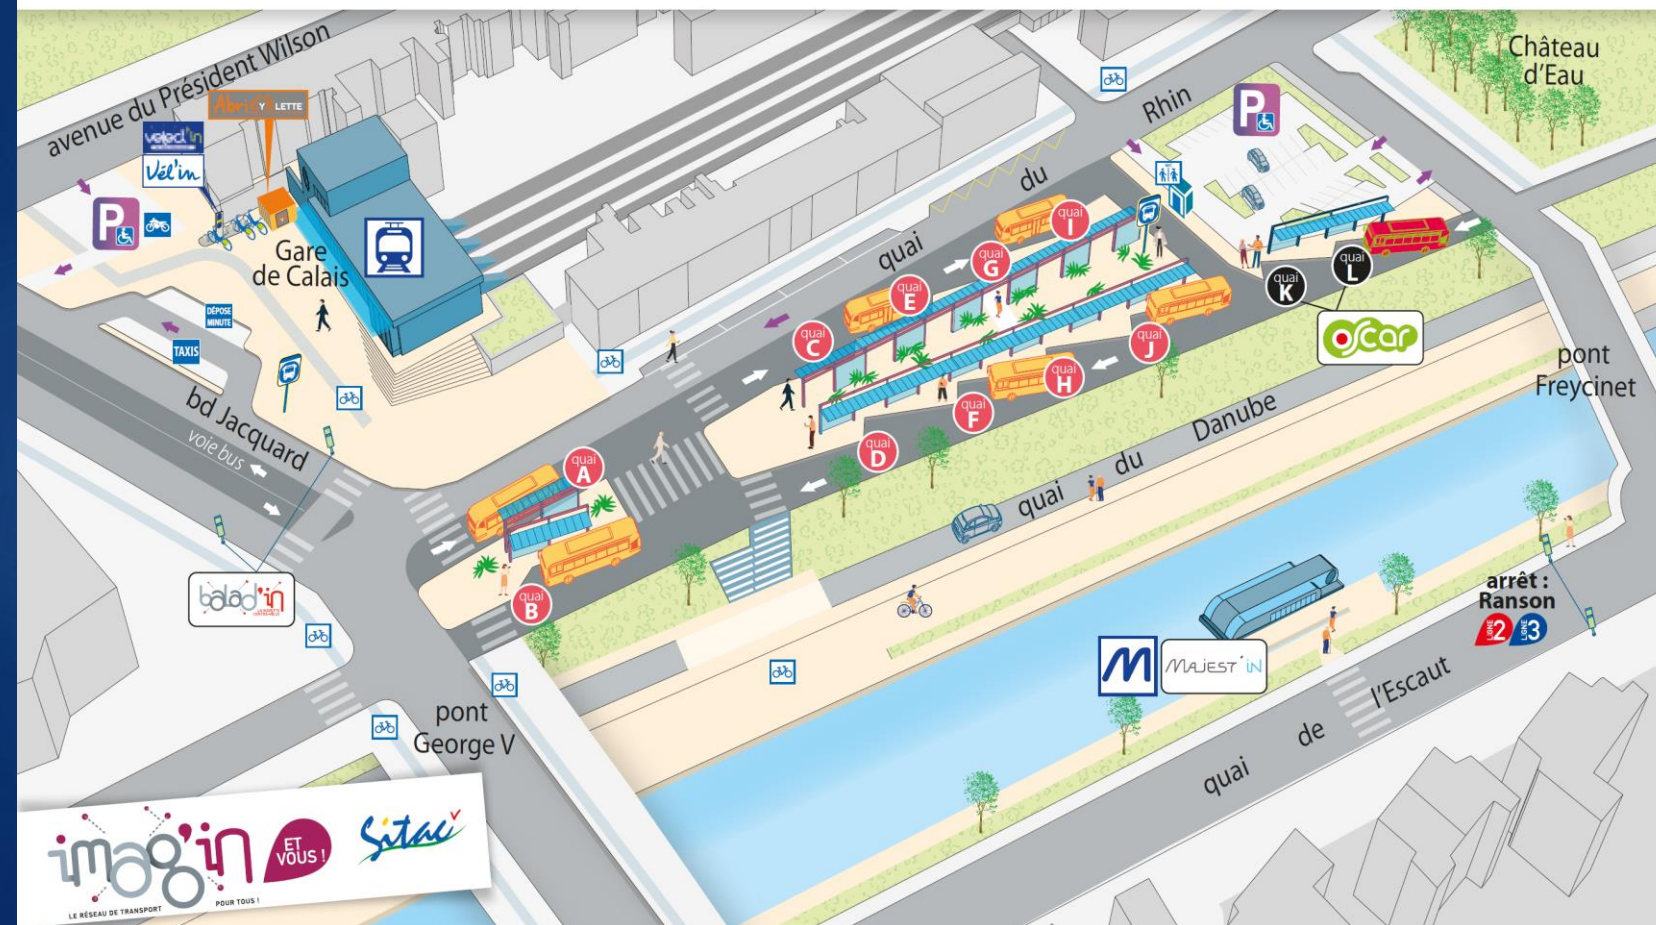 avenue du Président Wilson
Abri Cy LETTE
Vél'in
P
Gare
de Calais
DÉPOSE
MINUTE
TAXIS
bd Jacquard
voie bus
balad'in
quai
A
quai
B
quai
C
quai
D
quai
E
quai
F
quai
G
quai
H
quai
I
quai
J
quai
K
quai
L
oscar
quai du Rhin
P
Château
d'Eau
pont
Freycinet
quai du Danube
arrêt :
Ranson
LIGNE 2 LIGNE 3
M MAJEST'iN
quai de l'Escaut
pont
George V
imag'in
ET
VOUS !
LE RÉSEAU DE TRANSPORT POUR TOUS !
Sitac